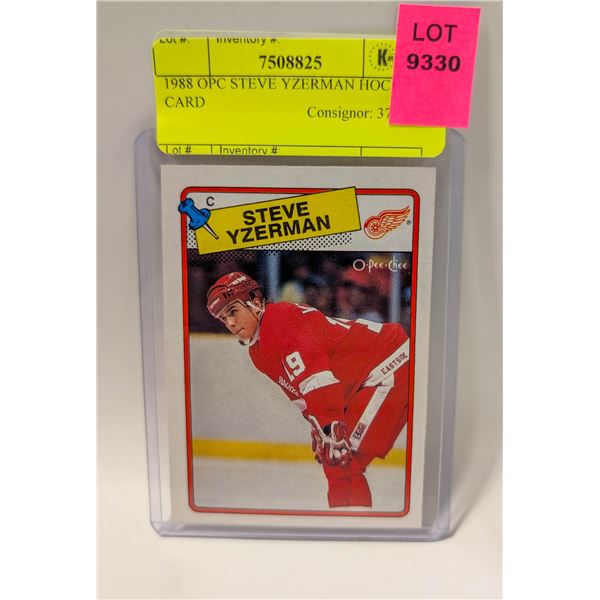 Lot #: Inventory #:
7508825
LOT
9330
1988 OPC STEVE YZERMAN HOC
CARD
Consignor: 37
Lot # Inventory #:
C
STEVE
YZERMAN
O-Pee-Chee
19
EASTSIDE